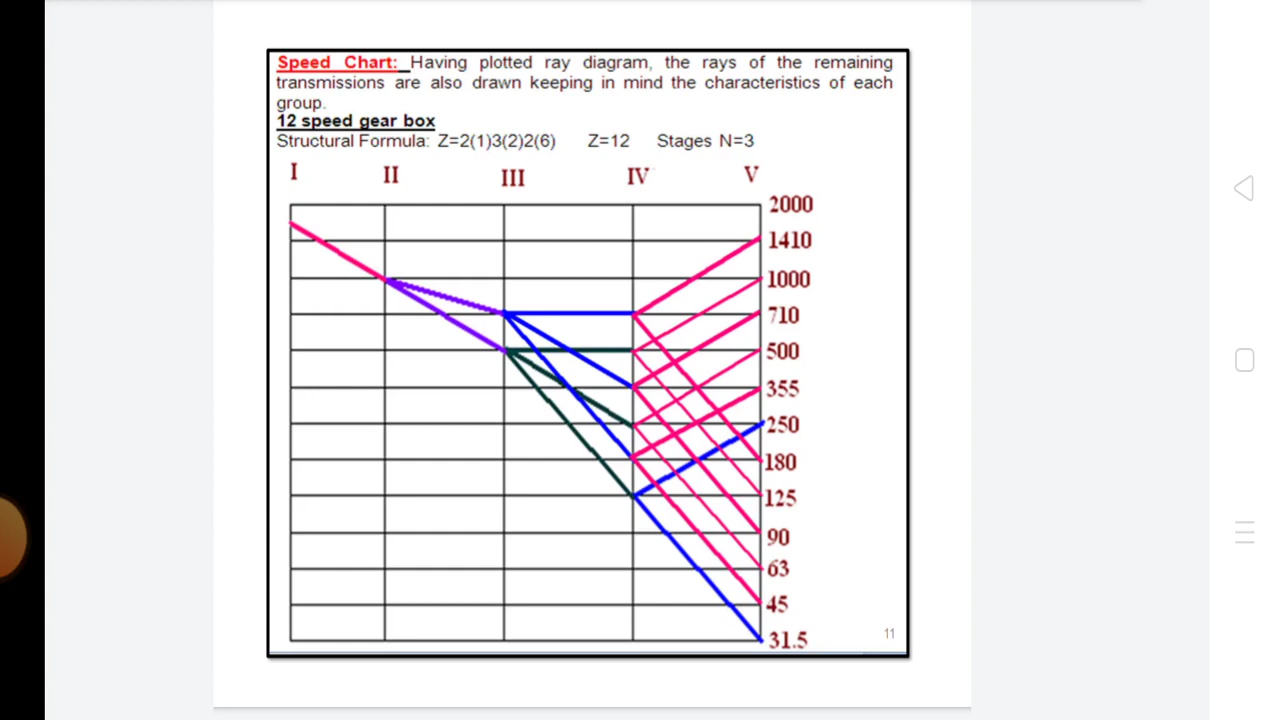 Speed Chart: Having plotted ray diagram, the rays of the remaining
transmissions are also drawn keeping in mind the characteristics of each
group.
12 speed gear box
Structural Formula: Z=2(1)3(2)2(6) Z=12 Stages N=3
I II III IV V
2000
1410
1000
710
500
355
250
180
125
90
63
45
31.5
11